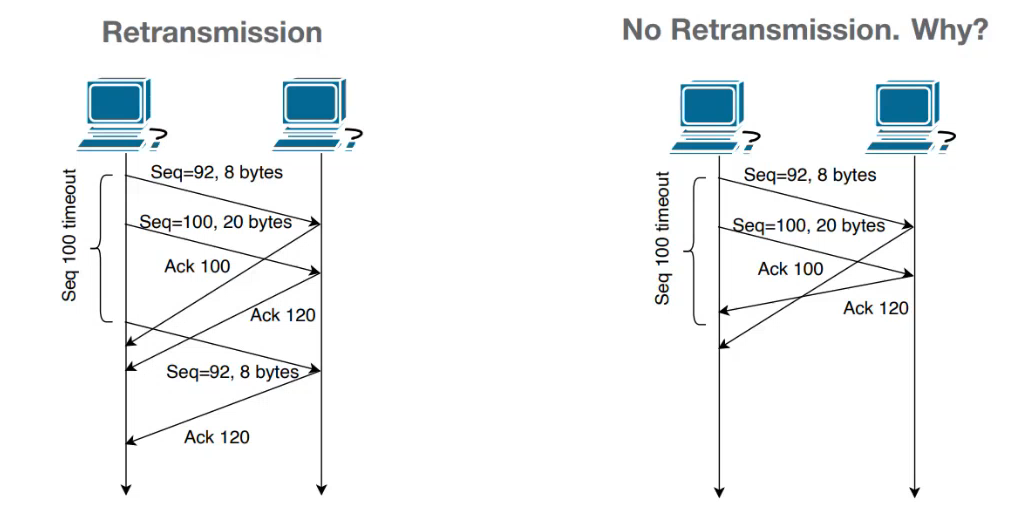 Retransmission
No Retransmission. Why?
?
?
Seq 100 timeout
Seq=92, 8 bytes
Seq=100, 20 bytes
Ack 100
Ack 120
Seq=92, 8 bytes
Ack 120
?
?
Seq 100 timeout
Seq=92, 8 bytes
Seq=100, 20 bytes
Ack 100
Ack 120